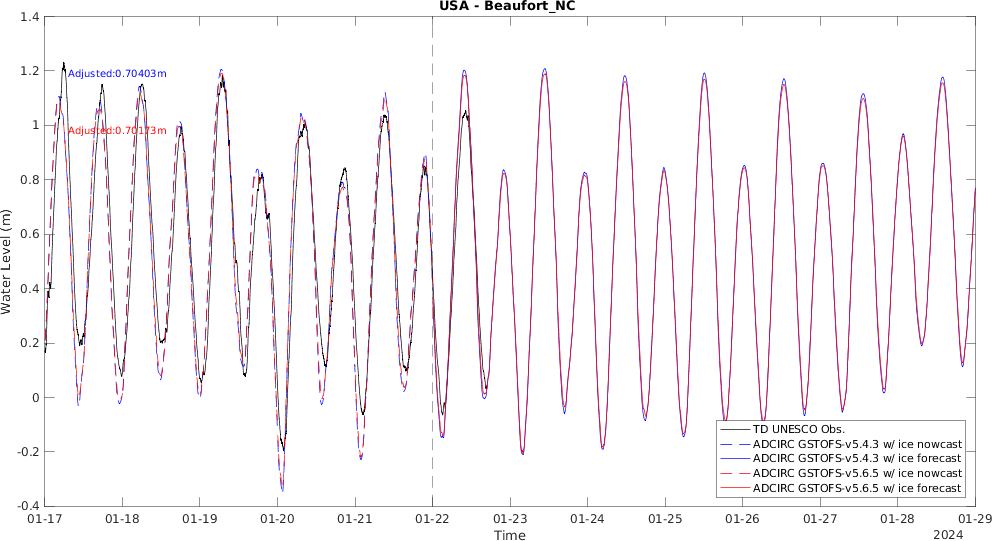 USA - Beaufort_NC
1.4
1.2
1
0.8
0.6
0.4
0.2
0
-0.2
-0.4
Water Level (m)
Adjusted:0.70403m
Adjusted:0.70173m
TD UNESCO Obs.
ADCIRC GSTOFS-v5.4.3 w/ ice nowcast
ADCIRC GSTOFS-v5.4.3 w/ ice forecast
ADCIRC GSTOFS-v5.6.5 w/ ice nowcast
ADCIRC GSTOFS-v5.6.5 w/ ice forecast
01-17 01-18 01-19 01-20 01-21 01-22 01-23 01-24 01-25 01-26 01-27 01-28 01-29
Time
2024